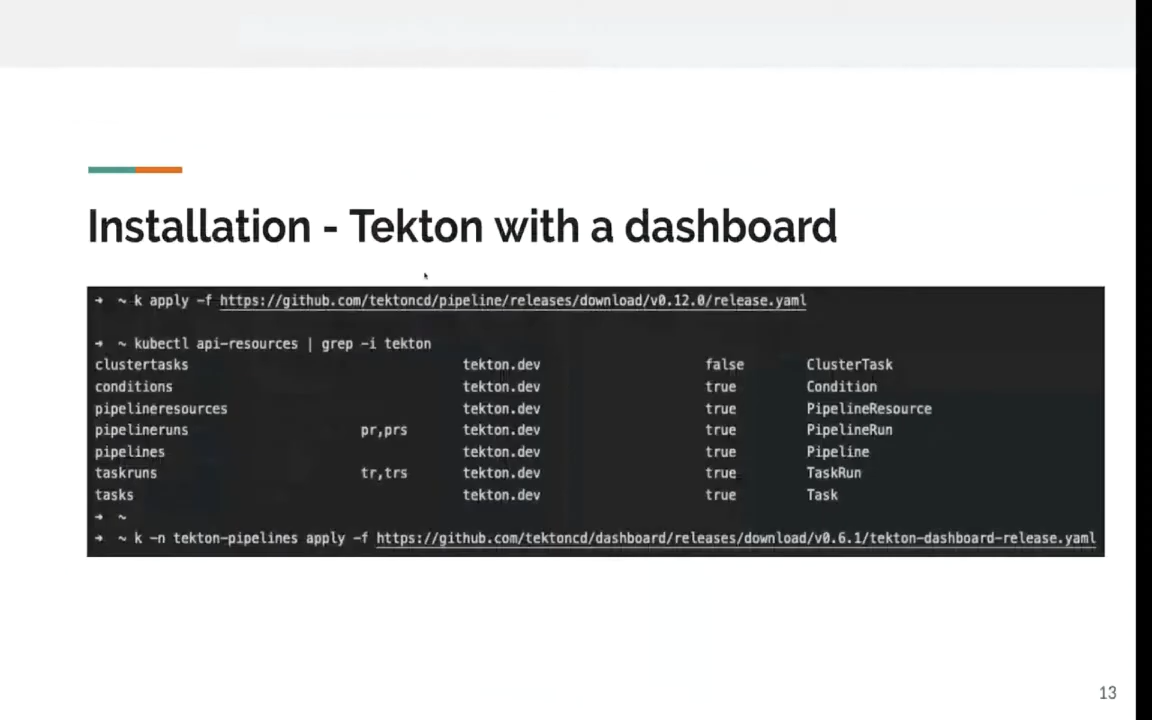 Installation - Tekton with a dashboard
➜ ~ k apply -f https://github.com/tektoncd/pipeline/releases/download/v0.12.0/release.yaml
➜ ~ kubectl api-resources | grep -i tekton
clustertasks tekton.dev false ClusterTask
conditions tekton.dev true Condition
pipelineresources tekton.dev true PipelineResource
pipelineruns pr,prs tekton.dev true PipelineRun
pipelines tekton.dev true Pipeline
taskruns tr,trs tekton.dev true TaskRun
tasks tekton.dev true Task
➜ ~
➜ ~ k -n tekton-pipelines apply -f https://github.com/tektoncd/dashboard/releases/download/v0.6.1/tekton-dashboard-release.yaml
13